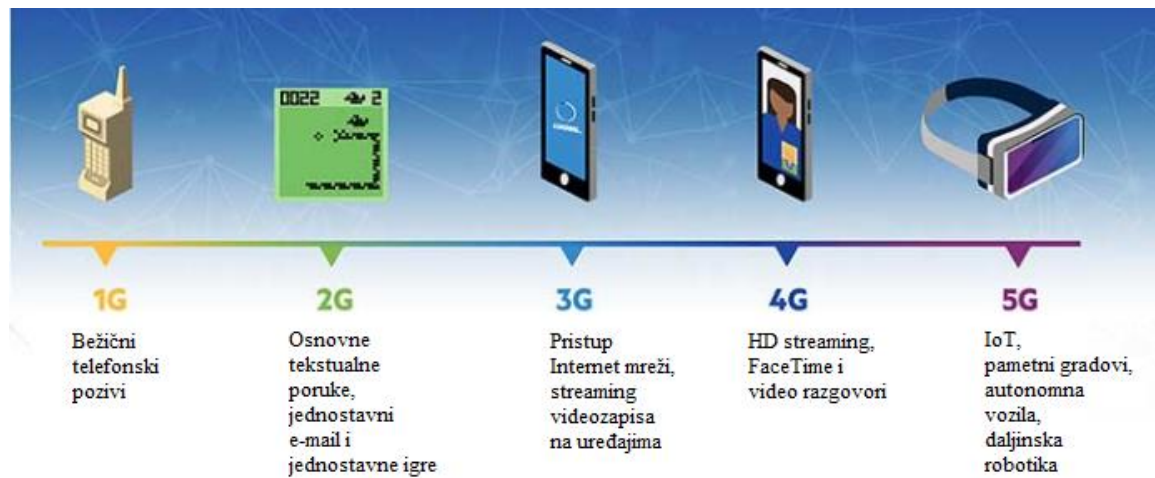 0022 2
LOADING...
1G
2G
3G
4G
5G
Bežični
telefonski
pozivi
Osnovne
tekstualne
poruke,
jednostavni
e-mail i
jednostavne igre
Pristup
Internet mreži,
streaming
videozapisa
na uređajima
HD streaming,
FaceTime i
video razgovori
IoT,
pametni gradovi,
autonomna
vozila,
daljinska
robotika